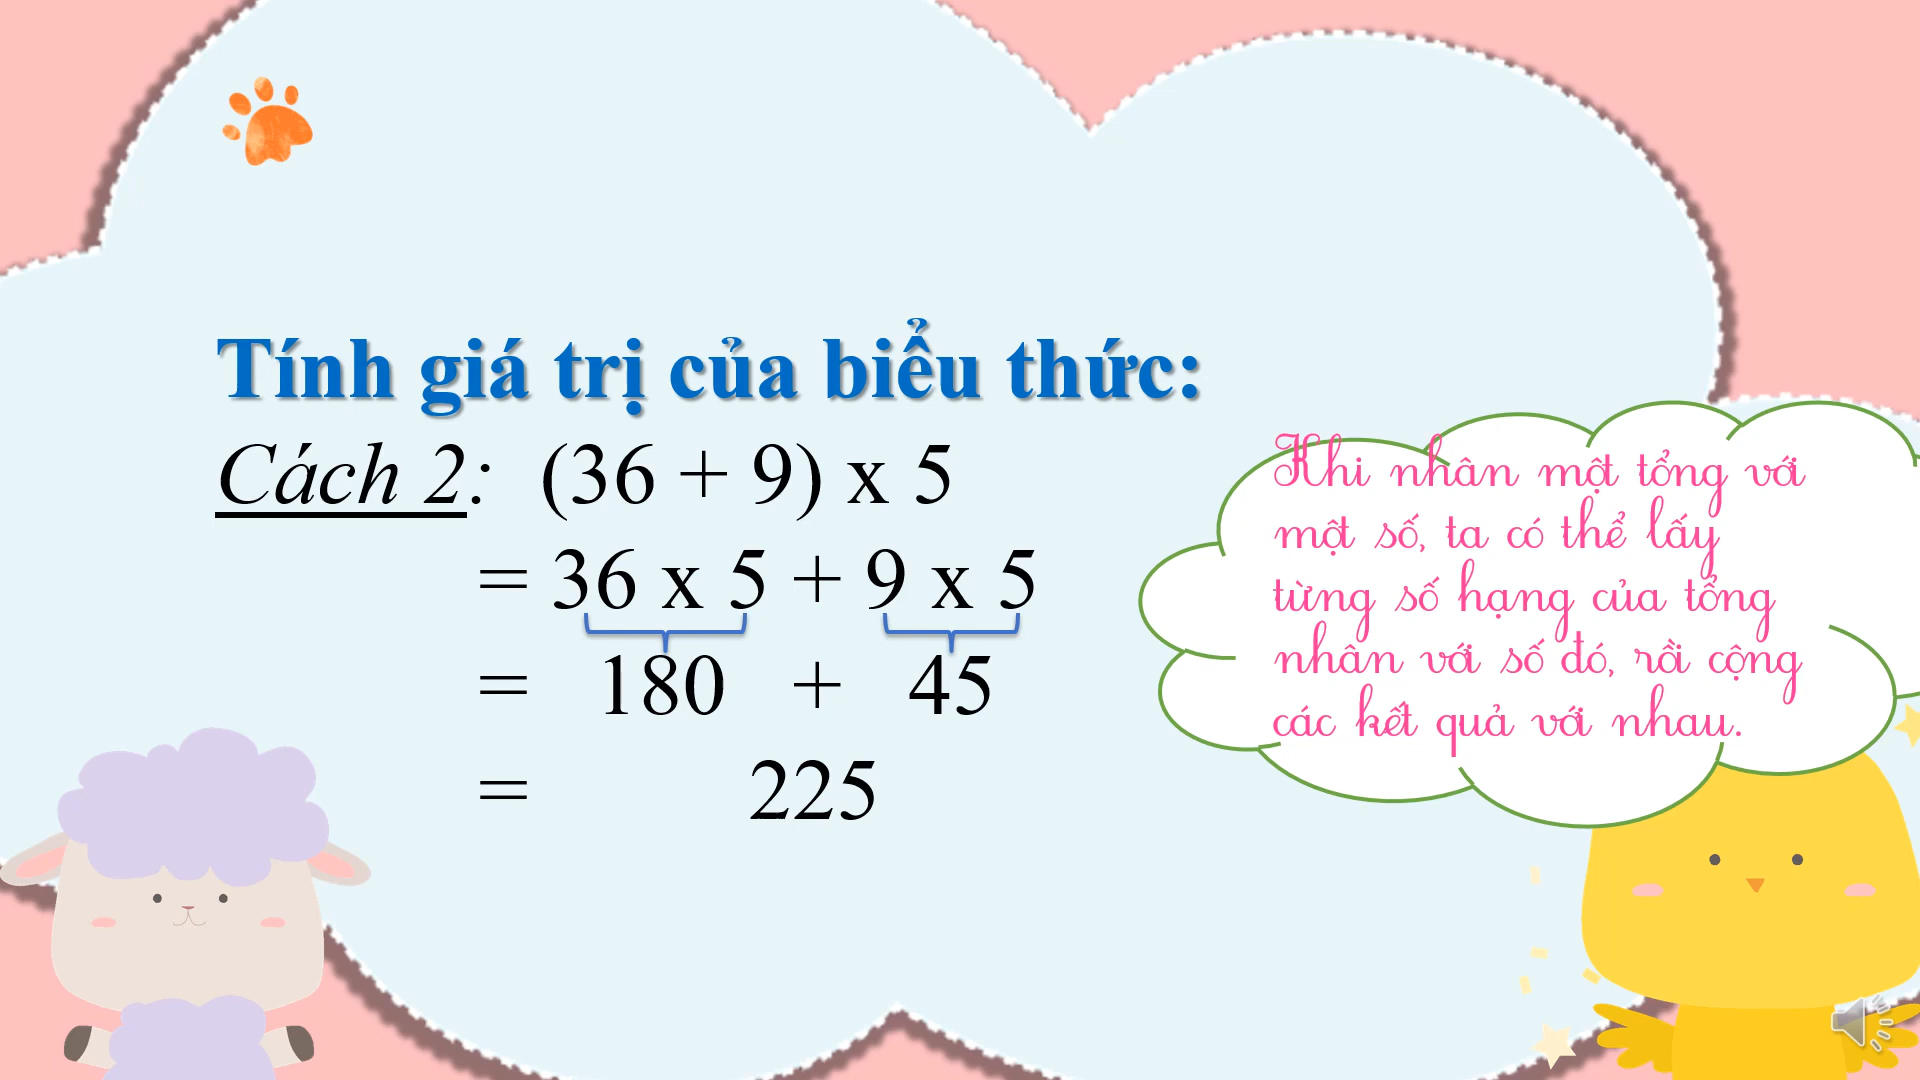 Tính giá trị của biểu thức:
Cách 2: (36 + 9) x 5
= 36 x 5 + 9 x 5
= 180 + 45
= 225
Khi nhân một tổng với
một số, ta có thể lấy
từng số hạng của tổng
nhân với số đó, rồi cộng
các kết quả với nhau.